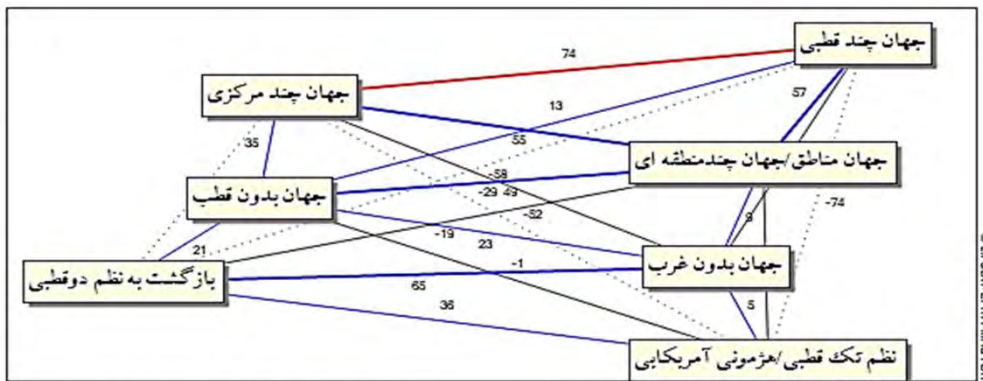 جهان چند قطبی
74
جهان چند مرکزی
57
13
35
55
جهان مناطق/جهان چندمنطقه ای
-58
جهان بدون قطب
-29
49
-74
-52
9
-19
23
21
جهان بدون غرب
بازگشت به نظم دوقطبی
-1
65
36
5
نظم تک قطبی/هژمونی آمریکایی